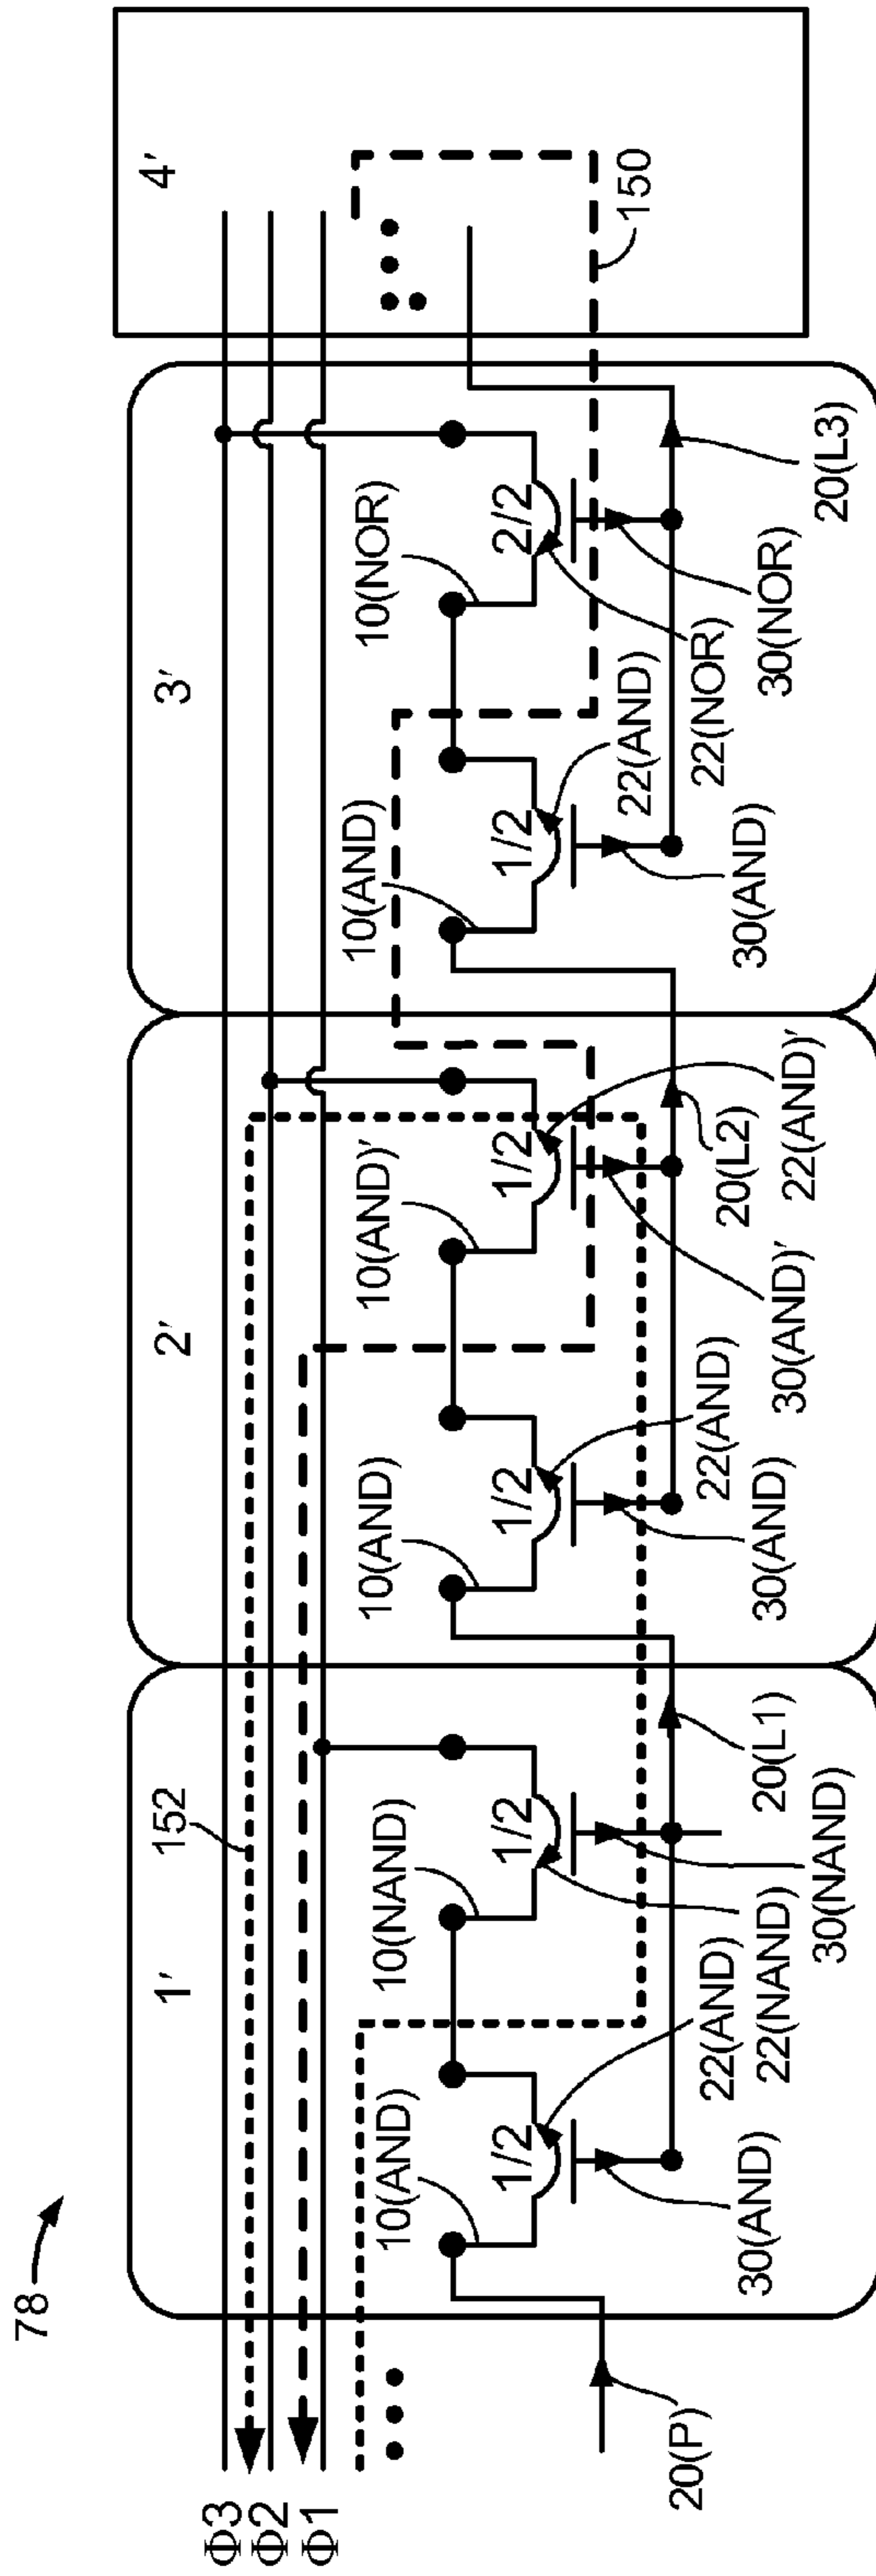 78
1′
2′
3′
4′
152
Φ3
Φ2
Φ1
10(AND)
10(NAND)
10(AND)
10(AND)′
10(AND)
10(NOR)
1/2
1/2
1/2
1/2
1/2
2/2
150
20(P)
30(AND)
22(AND)
22(NAND)
30(NAND)
20(L1)
22(AND)
30(AND)
30(AND)′
20(L2)
22(AND)′
22(AND)
30(AND)
22(NOR)
30(NOR)
20(L3)